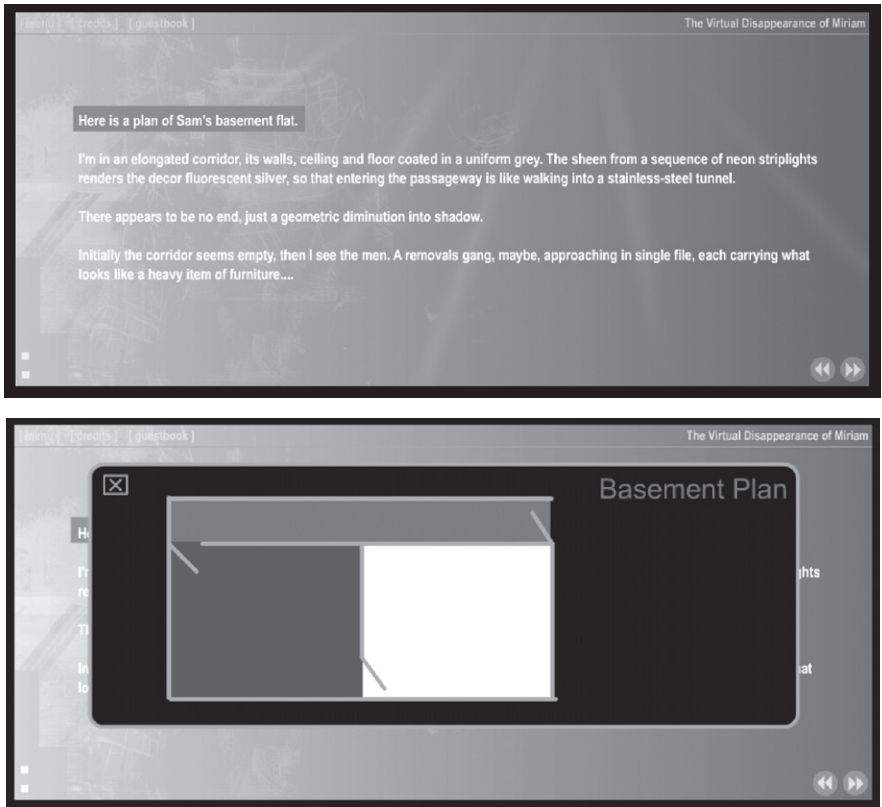 [ menu ] [ credits ] [ guestbook ]
The Virtual Disappearance of Miriam
Here is a plan of Sam's basement flat.
I'm in an elongated corridor, its walls, ceiling and floor coated in a uniform grey. The sheen from a sequence of neon striplights
renders the decor fluorescent silver, so that entering the passageway is like walking into a stainless-steel tunnel.
There appears to be no end, just a geometric diminution into shadow.
Initially the corridor seems empty, then I see the men. A removals gang, maybe, approaching in single file, each carrying what
looks like a heavy item of furniture....
[ menu ] [ credits ] [ guestbook ]
The Virtual Disappearance of Miriam
Basement Plan